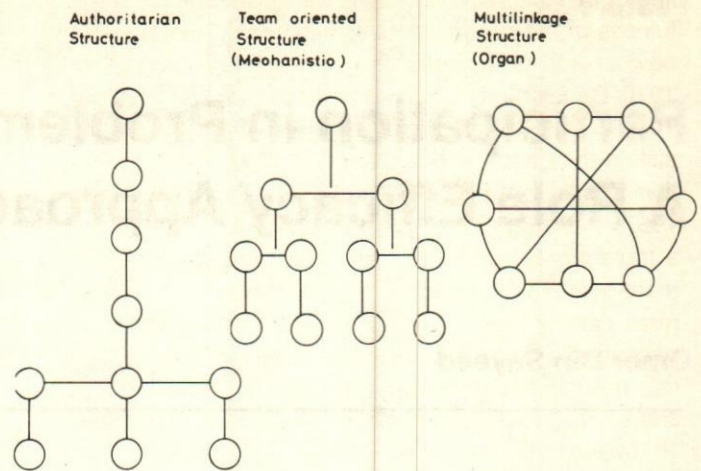 Authoritarian
Structure
Team oriented
Structure
(Meohanistio)
Multilinkage
Structure
(Organ)